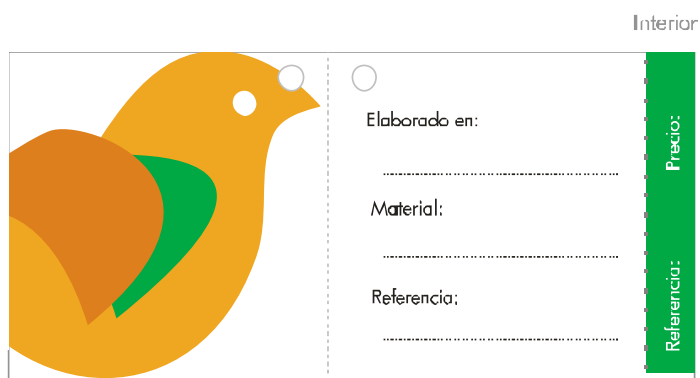 Interior
Elaborado en:
Material:
Referencia:
Precio:
Referencia: